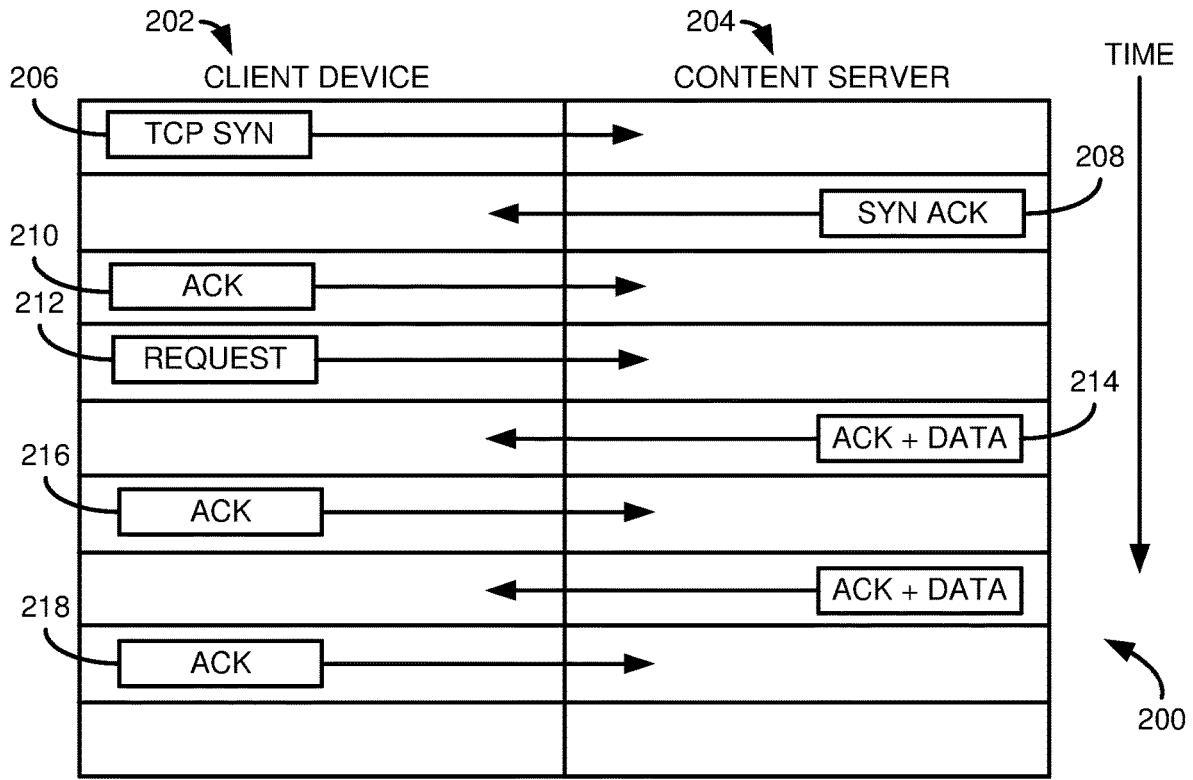 202
204
TIME
CLIENT DEVICE
CONTENT SERVER
206
TCP SYN
208
SYN ACK
210
ACK
212
REQUEST
214
ACK + DATA
216
ACK
ACK + DATA
218
ACK
200